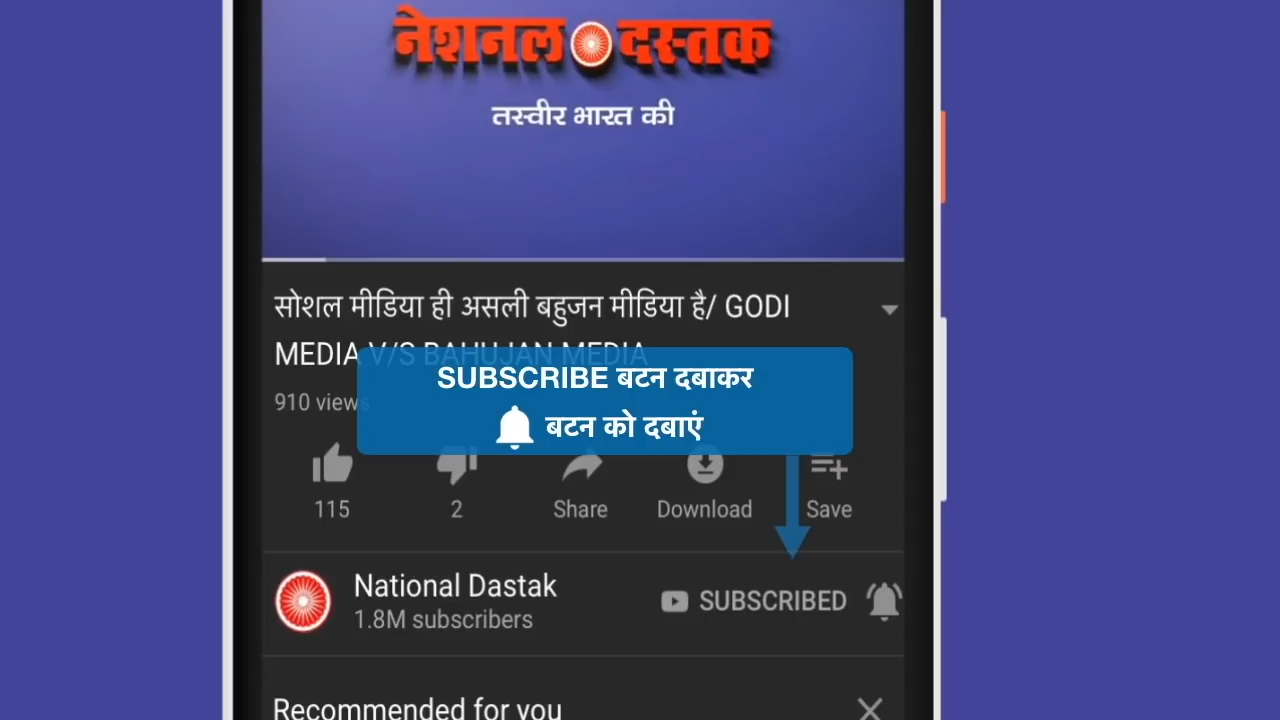 नेशनल दस्तक
तस्वीर भारत की
सोशल मीडिया ही असली बहुजन मीडिया है/ GODI
MEDIA V/S BAHUJAN MEDIA
910 views
SUBSCRIBE बटन दबाकर
बटन को दबाएं
115
2
Share
Download
Save
National Dastak
1.8M subscribers
SUBSCRIBED
Recommended for you